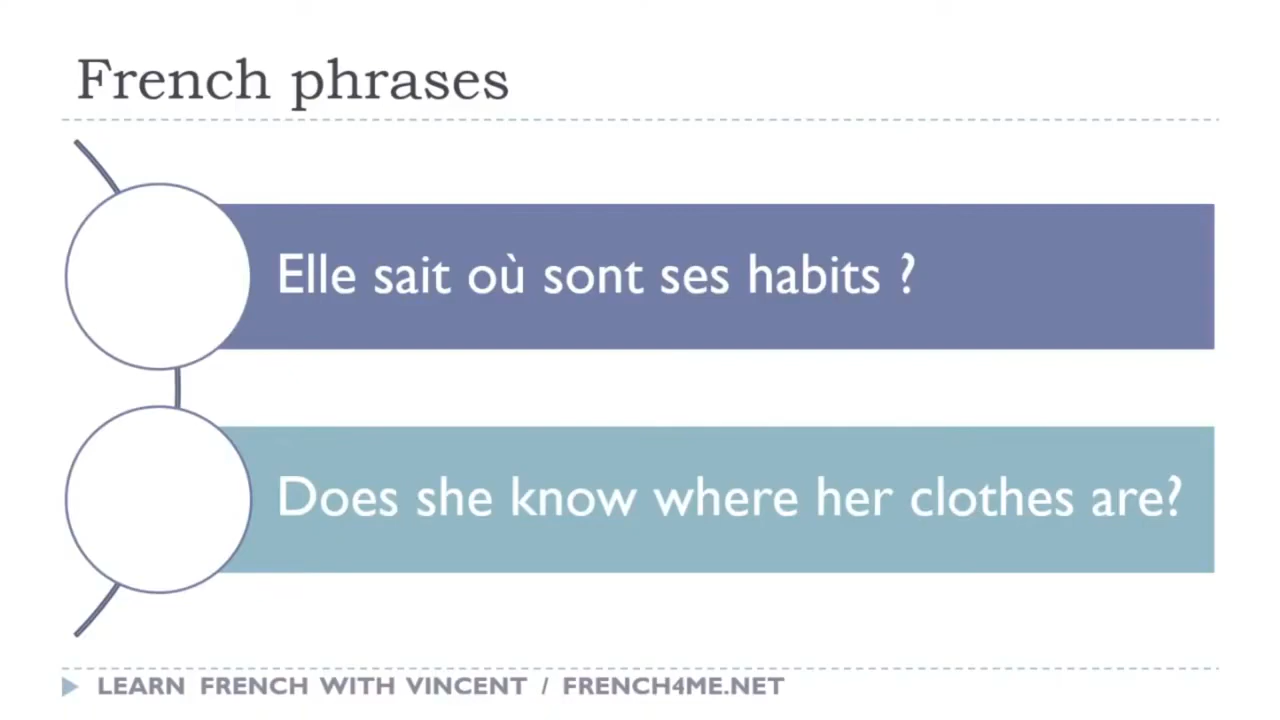 French phrases
Elle sait où sont ses habits ?
Does she know where her clothes are?
LEARN FRENCH WITH VINCENT / FRENCH4ME.NET